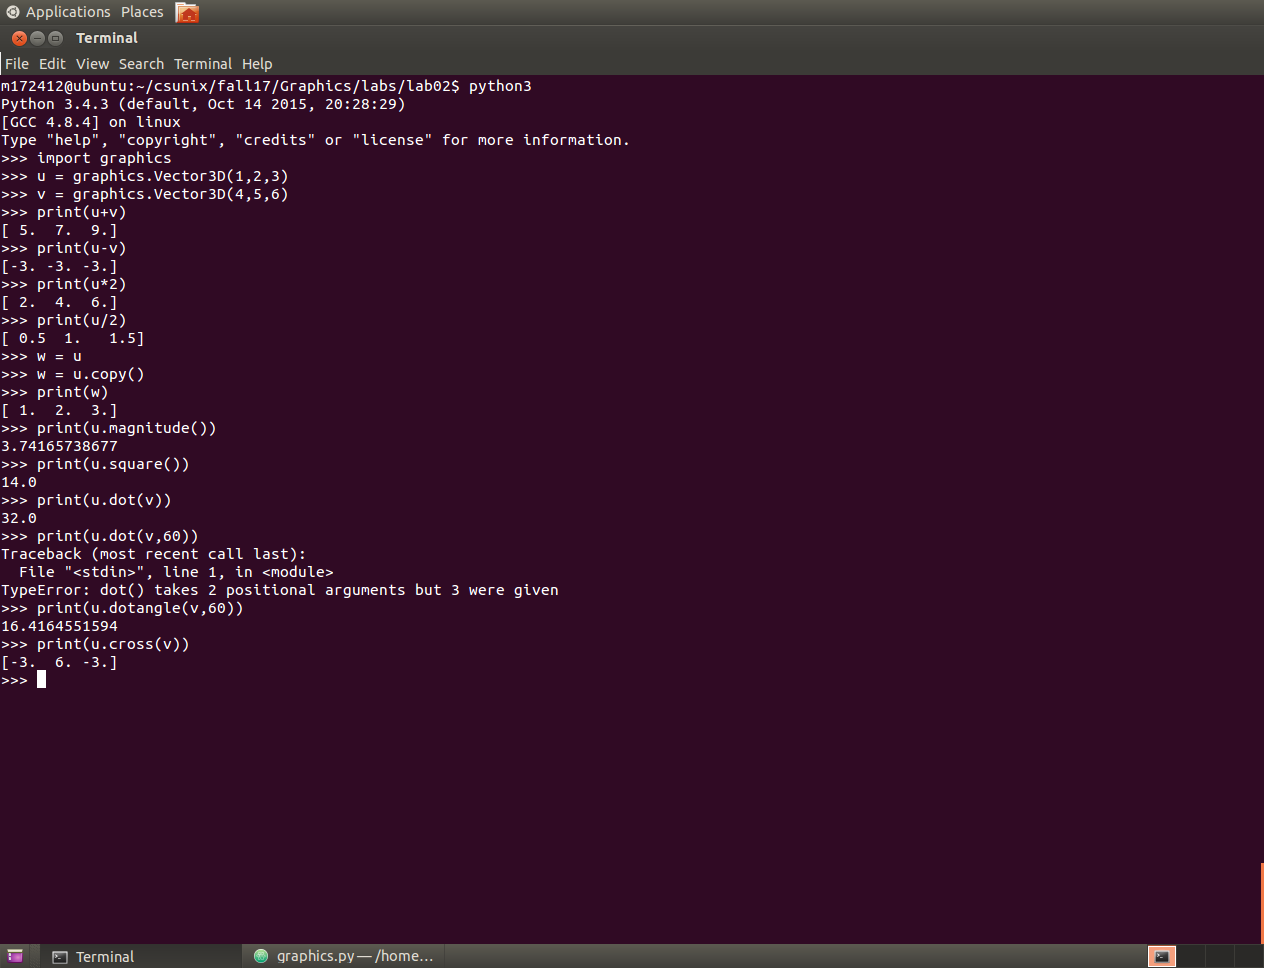 Applications Places
Terminal
File Edit View Search Terminal Help
m172412@ubuntu:~/csunix/fall17/Graphics/labs/lab02$ python3
Python 3.4.3 (default, Oct 14 2015, 20:28:29)
[GCC 4.8.4] on linux
Type "help", "copyright", "credits" or "license" for more information.
>>> import graphics
>>> u = graphics.Vector3D(1,2,3)
>>> v = graphics.Vector3D(4,5,6)
>>> print(u+v)
[ 5.  7.  9.]
>>> print(u-v)
[-3. -3. -3.]
>>> print(u*2)
[ 2.  4.  6.]
>>> print(u/2)
[ 0.5  1.   1.5]
>>> w = u
>>> w = u.copy()
>>> print(w)
[ 1.  2.  3.]
>>> print(u.magnitude())
3.74165738677
>>> print(u.square())
14.0
>>> print(u.dot(v))
32.0
>>> print(u.dot(v,60))
Traceback (most recent call last):
  File "<stdin>", line 1, in <module>
TypeError: dot() takes 2 positional arguments but 3 were given
>>> print(u.dotangle(v,60))
16.4164551594
>>> print(u.cross(v))
[-3.  6. -3.]
>>>
Terminal graphics.py — /home...